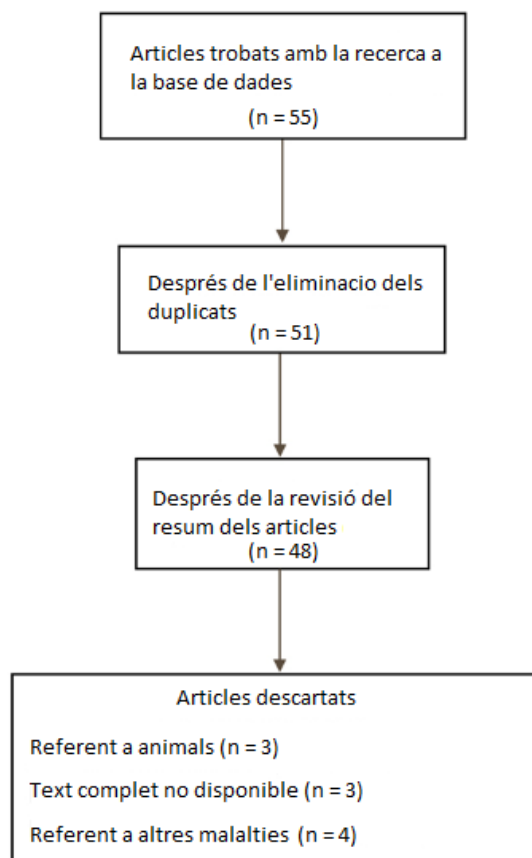 Articles trobats amb la recerca a
la base de dades
(n = 55)
Després de l'eliminacio dels
duplicats
(n = 51)
Després de la revisió del
resum dels articles
(n = 48)
Articles descartats
Referent a animals (n = 3)
Text complet no disponible (n = 3)
Referent a altres malalties (n = 4)